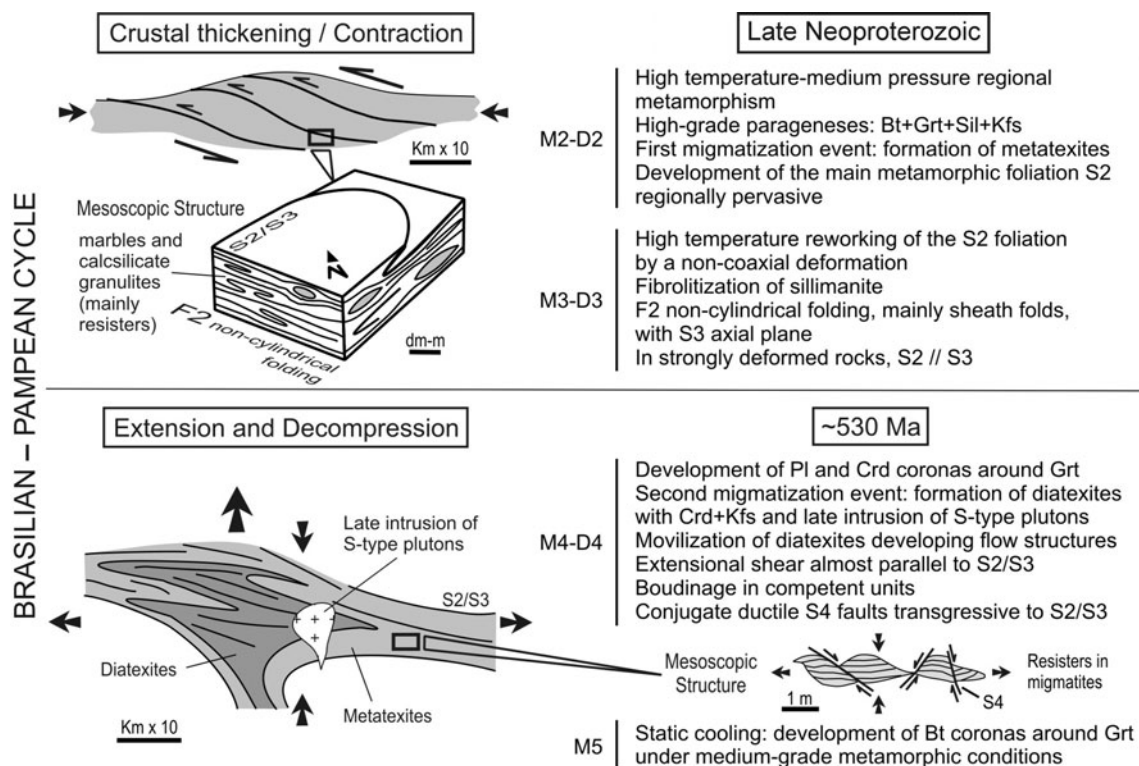 BRASILIAN – PAMPEAN CYCLE
Crustal thickening / Contraction
Km x 10
Mesoscopic Structure
marbles and
calcsilicate
granulites
(mainly
resisters)
S2/S3
N
F2 non-cylindrical
folding
dm-m
Late Neoproterozoic
M2-D2
High temperature-medium pressure regional
metamorphism
High-grade parageneses: Bt+Grt+Sil+Kfs
First migmatization event: formation of metatexites
Development of the main metamorphic foliation S2
regionally pervasive
M3-D3
High temperature reworking of the S2 foliation
by a non-coaxial deformation
Fibrolitization of sillimanite
F2 non-cylindrical folding, mainly sheath folds,
with S3 axial plane
In strongly deformed rocks, S2 // S3
Extension and Decompression
Late intrusion of
S-type plutons
S2/S3
Diatexites
Metatexites
Km x 10
~530 Ma
M4-D4
Development of Pl and Crd coronas around Grt
Second migmatization event: formation of diatexites
with Crd+Kfs and late intrusion of S-type plutons
Movilization of diatexites developing flow structures
Extensional shear almost parallel to S2/S3
Boudinage in competent units
Conjugate ductile S4 faults transgressive to S2/S3
Mesoscopic
Structure
1 m
S4
Resisters in
migmatites
M5
Static cooling: development of Bt coronas around Grt
under medium-grade metamorphic conditions